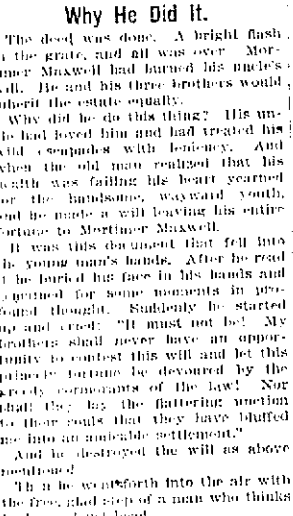 Why He Did It.
The deed was done. A bright flash
in the grate, and all was over Mor-
timer Maxwell had burned his uncle's
will. He and his three brothers would
inherit the estate equally.
Why did he do this thing? His un-
cle had loved him and had treated his
wild escapades with leniency. And
when the old man realized that his
health was failing his heart yearned
for the handsome, wayward youth,
and he made a will leaving his entire
fortune to Mortimer Maxwell.
It was this document that fell into
the young man's hands. After he read
it he buried his face in his hands and
remained for some moments in pro-
found thought. Suddenly he started
up and cried: "It must not be! My
brothers shall never have an oppor-
tunity to contest this will and let this
princely fortune be devoured by the
greedy cormorants of the law! Nor
shall they lay the flattering unction
to their souls that they have bluffed
me into an amicable settlement."
And he destroyed the will as above
mentioned
Then he went forth into the air with
the free, glad step of a man who thinks